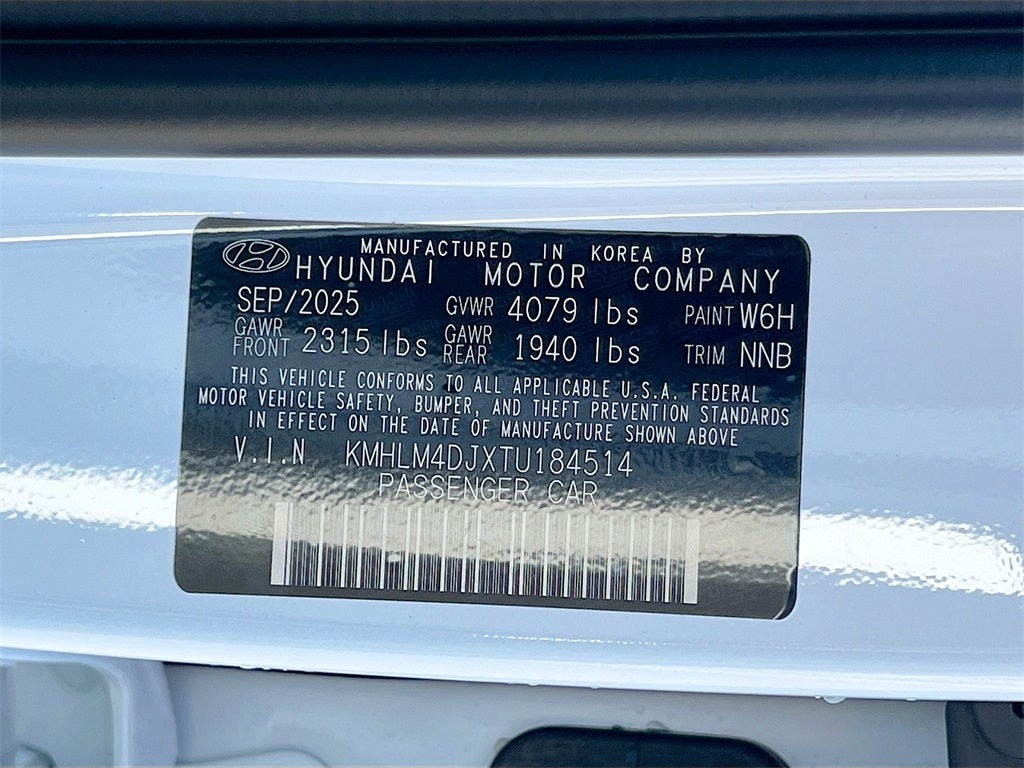 MANUFACTURED IN KOREA BY
HYUNDAI MOTOR COMPANY
SEP/2025 GVWR 4079 lbs PAINT W6H
GAWR FRONT 2315 lbs GAWR REAR 1940 lbs TRIM NNB
THIS VEHICLE CONFORMS TO ALL APPLICABLE U.S.A. FEDERAL
MOTOR VEHICLE SAFETY, BUMPER, AND THEFT PREVENTION STANDARDS
IN EFFECT ON THE DATE OF MANUFACTURE SHOWN ABOVE
V.I.N KMHLM4DJXTU184514
PASSENGER CAR